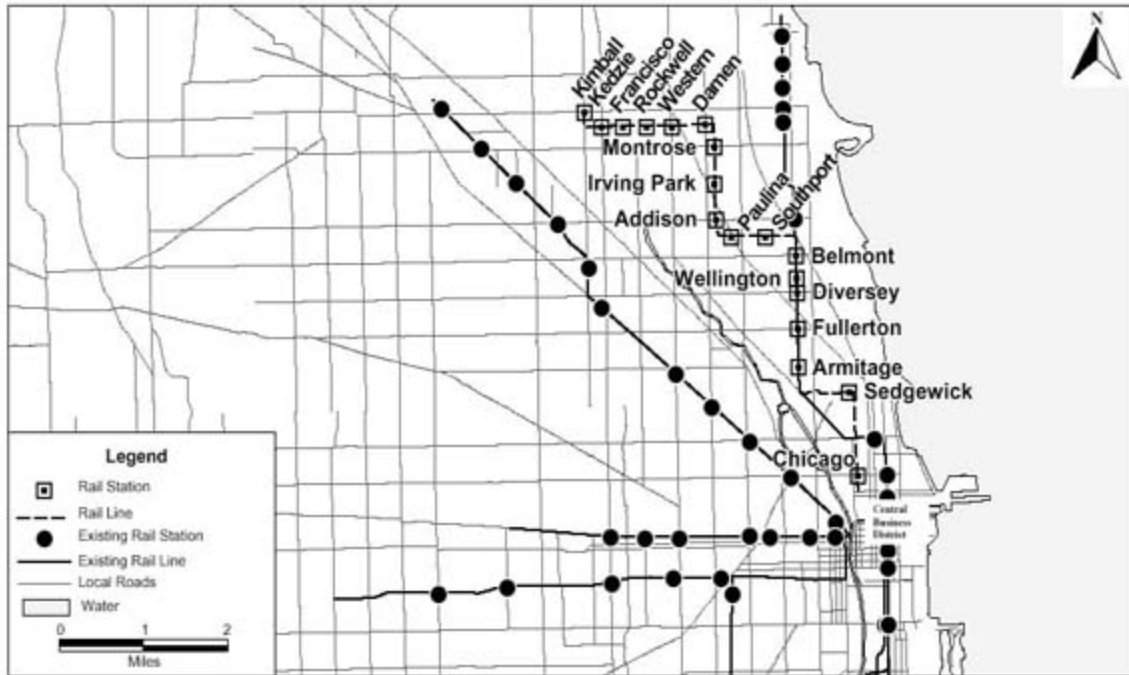 N
Kimball
Kedzie
Francisco
Rockwell
Western
Damen
Montrose
Irving Park
Addison
Paulina
Southport
Belmont
Wellington
Diversey
Fullerton
Armitage
Sedgewick
Chicago
Central
Business
District
Legend
Rail Station
Rail Line
Existing Rail Station
Existing Rail Line
Local Roads
Water
0 1 2
Miles